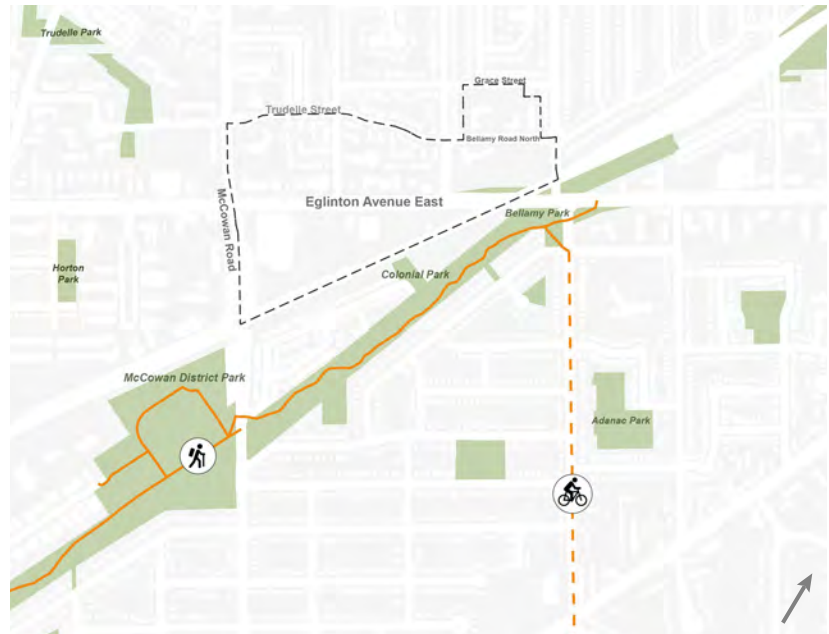 Trudelle Park
Grace Street
Trudelle Street
Bellamy Road North
McCowan Road
Eglinton Avenue East
Bellamy Park
Horton
Park
Colonial Park
McCowan District Park
Adanac Park